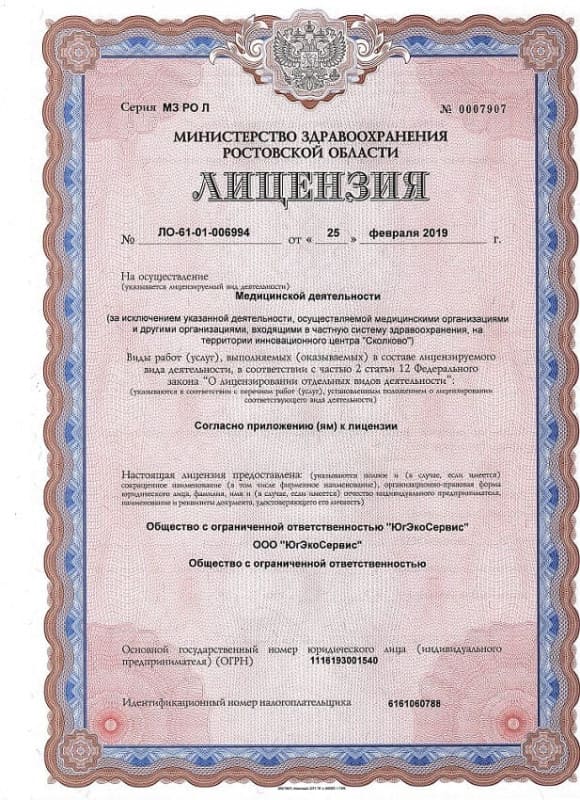 Серия МЗ РО Л № 0007907
МИНИСТЕРСТВО ЗДРАВООХРАНЕНИЯ
РОСТОВСКОЙ ОБЛАСТИ
ЛИЦЕНЗИЯ
№ ЛО-61-01-006994 от « 25 » февраля 2019 г.
На осуществление
(указывается лицензируемый вид деятельности)
Медицинской деятельности
(за исключением указанной деятельности, осуществляемой медицинскими организациями
и другими организациями, входящими в частную систему здравоохранения, на
территории инновационного центра "Сколково)
Виды работ (услуг), выполняемых (оказываемых) в составе лицензируемого
вида деятельности, в соответствии с частью 2 статьи 12 Федерального
закона “О лицензировании отдельных видов деятельности”:
(указываются в соответствии с перечнем работ (услуг), установленным положением о лицензировании
соответствующего вида деятельности)
Согласно приложению (ям) к лицензии
Настоящая лицензия предоставлена: (указываются полное и (в случае, если имеется)
сокращенное наименование (в том числе фирменное наименование), организационно-правовая форма
юридического лица, фамилия, имя и (в случае, если имеется) отчество индивидуального предпринимателя,
наименование и реквизиты документа, удостоверяющего его личность)
Общество с ограниченной ответственностью "ЮгЭкоСервис"
ООО "ЮгЭкоСервис"
Общество с ограниченной ответственностью
Основной государственный номер юридического лица (индивидуального
предпринимателя) (ОГРН) 1116193001540
Идентификационный номер налогоплательщика 6161060788